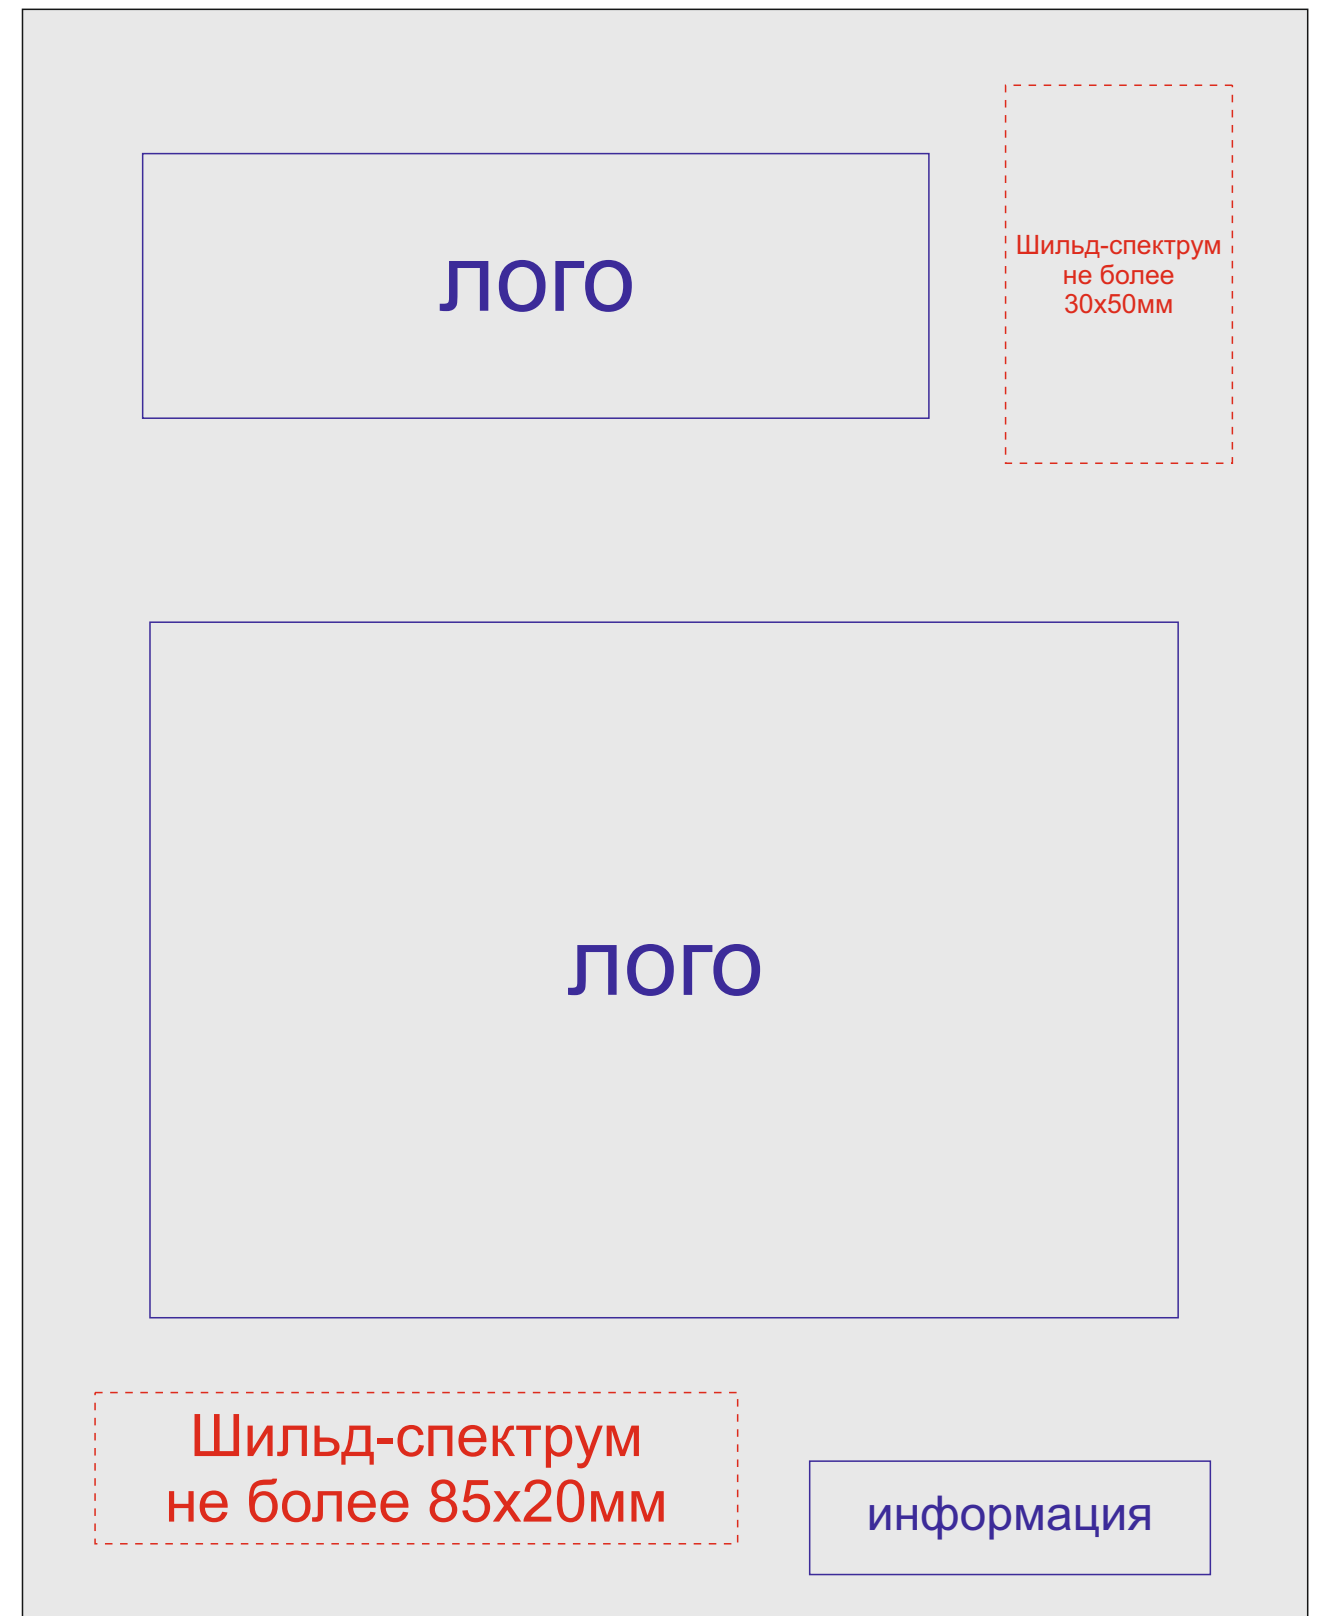 лого
Шильд-спектрум
не более
30х50мм
лого
Шильд-спектрум
не более 85х20мм
информация